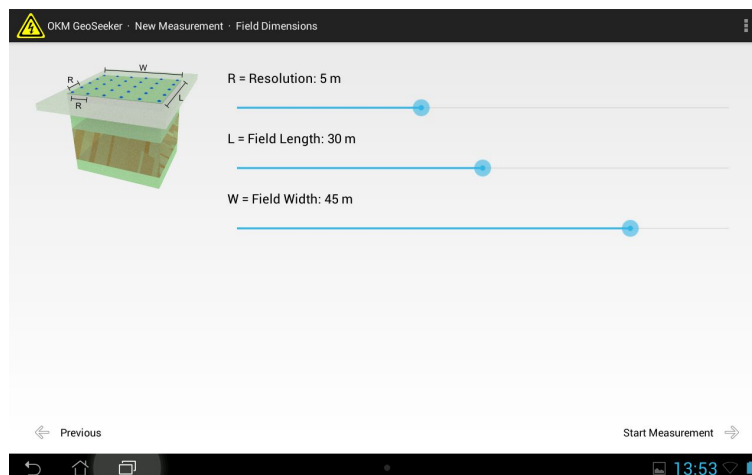 OKM GeoSeeker · New Measurement · Field Dimensions
W
R
L
R
R = Resolution: 5 m
L = Field Length: 30 m
W = Field Width: 45 m
Previous
Start Measurement
13:53